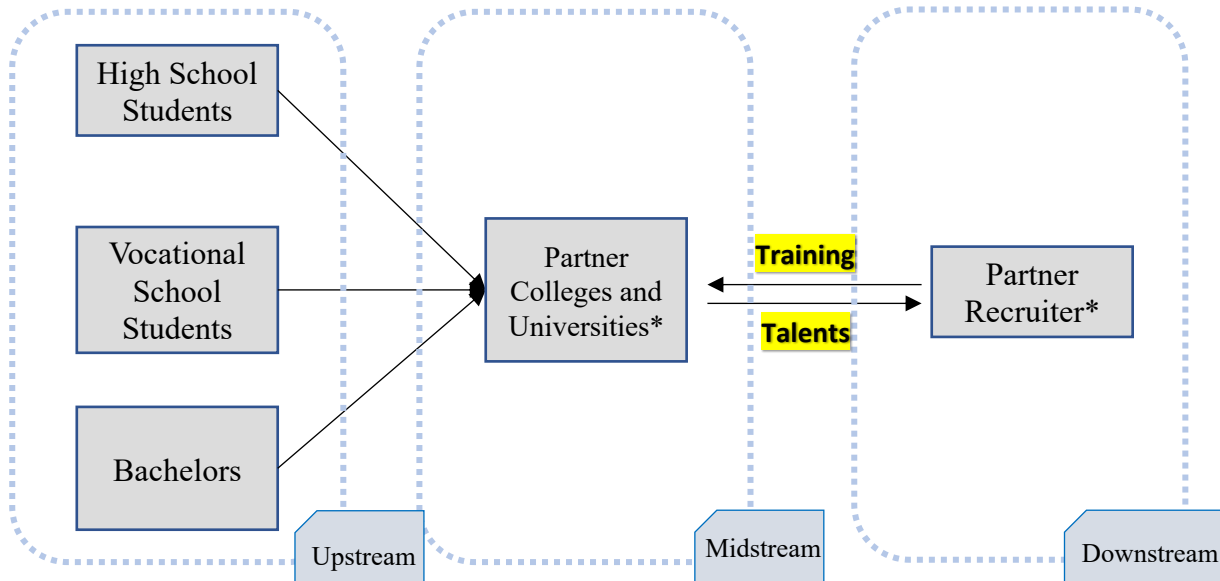 High School
Students
Vocational
School
Students
Bachelors
Upstream
Partner
Colleges and
Universities*
Midstream
Training
Talents
Partner
Recruiter*
Downstream